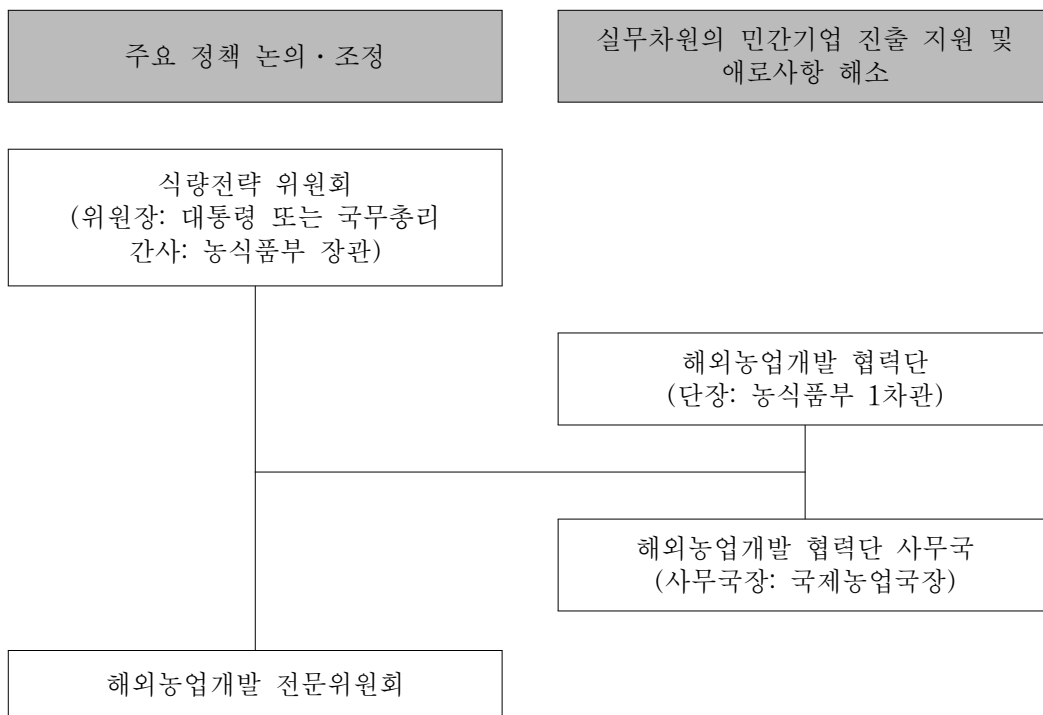 주요 정책 논의·조정
실무차원의 민간기업 진출 지원 및
애로사항 해소
식량전략 위원회
(위원장: 대통령 또는 국무총리
간사: 농식품부 장관)
해외농업개발 협력단
(단장: 농식품부 1차관)
해외농업개발 협력단 사무국
(사무국장: 국제농업국장)
해외농업개발 전문위원회